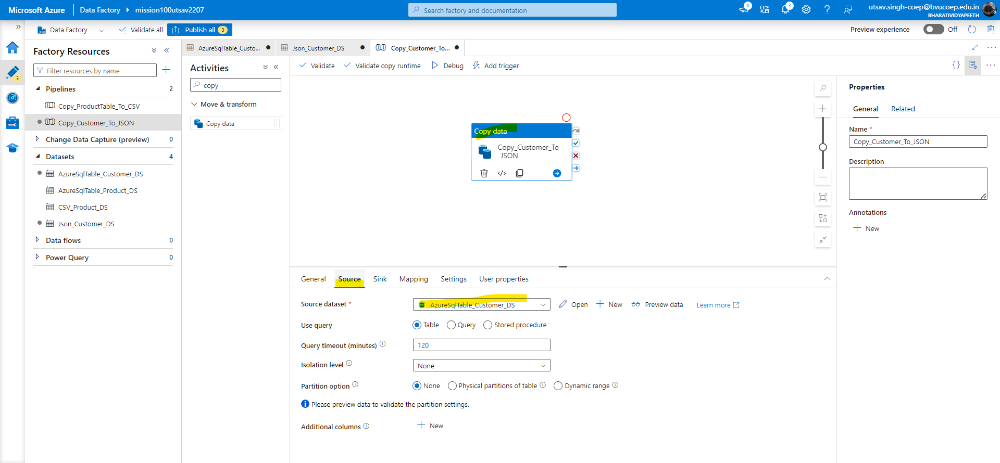 Microsoft Azure
Data Factory
mission100utsav2207
Search factory and documentation
6
3
utsav.singh-coep@bvucoep.edu.in
BHARATIVIDYAPEETH
Data Factory
Validate all
Publish all 3
Preview experience
Off
3
Factory Resources
Filter resources by name
Pipelines 2
Copy_ProductTable_To_CSV
Copy_Customer_To_JSON
Change Data Capture (preview) 0
Datasets 4
AzureSqlTable_Customer_DS
AzureSqlTable_Product_DS
CSV_Product_DS
Json_Customer_DS
Data flows 0
Power Query 0
AzureSqlTable_Custo...
Json_Customer_DS
Copy_Customer_To...
Activities
copy
Move & transform
Copy data
Validate
Validate copy runtime
Debug
Add trigger
Copy data
Copy_Customer_To
_JSON
General
Source
Sink
Mapping
Settings
User properties
Source dataset *
AzureSqlTable_Customer_DS
Open
New
Preview data
Learn more
Use query
Table
Query
Stored procedure
Query timeout (minutes)
120
Isolation level
None
Partition option
None
Physical partitions of table
Dynamic range
Please preview data to validate the partition settings.
Additional columns
New
Properties
General
Related
Name *
Copy_Customer_To_JSON
Description
Annotations
New